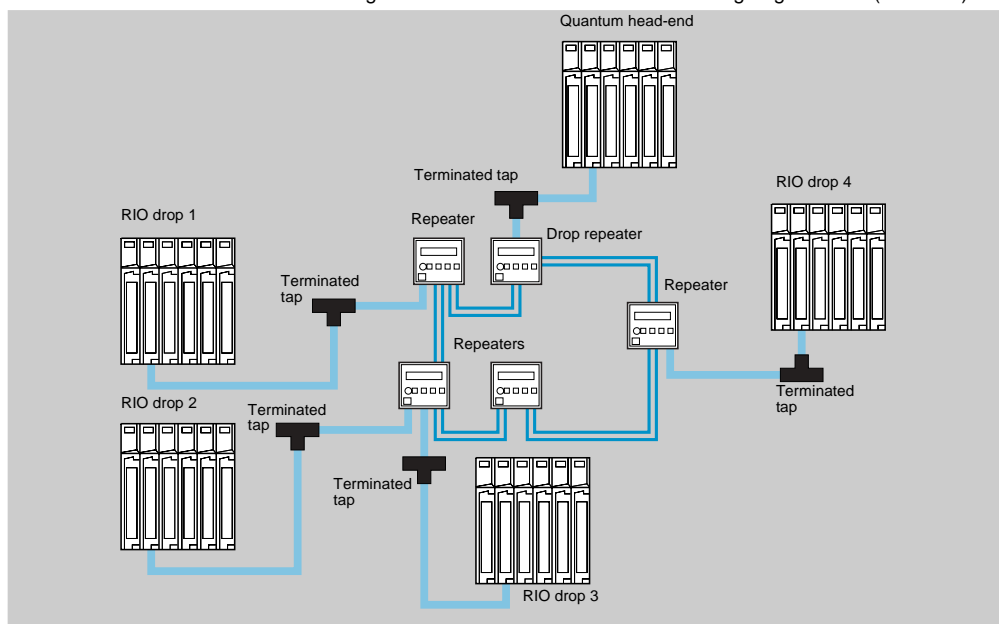 Quantum head-end
Terminated tap
RIO drop 4
RIO drop 1
Repeater
Drop repeater
Terminated
tap
Repeater
Repeaters
RIO drop 2
Terminated
tap
Terminated
tap
Terminated
tap
RIO drop 3